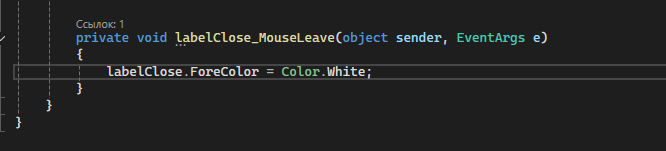 Ссылок: 1
private void labelClose_MouseLeave(object sender, EventArgs e)
{
labelClose.ForeColor = Color.White;
}
}
}